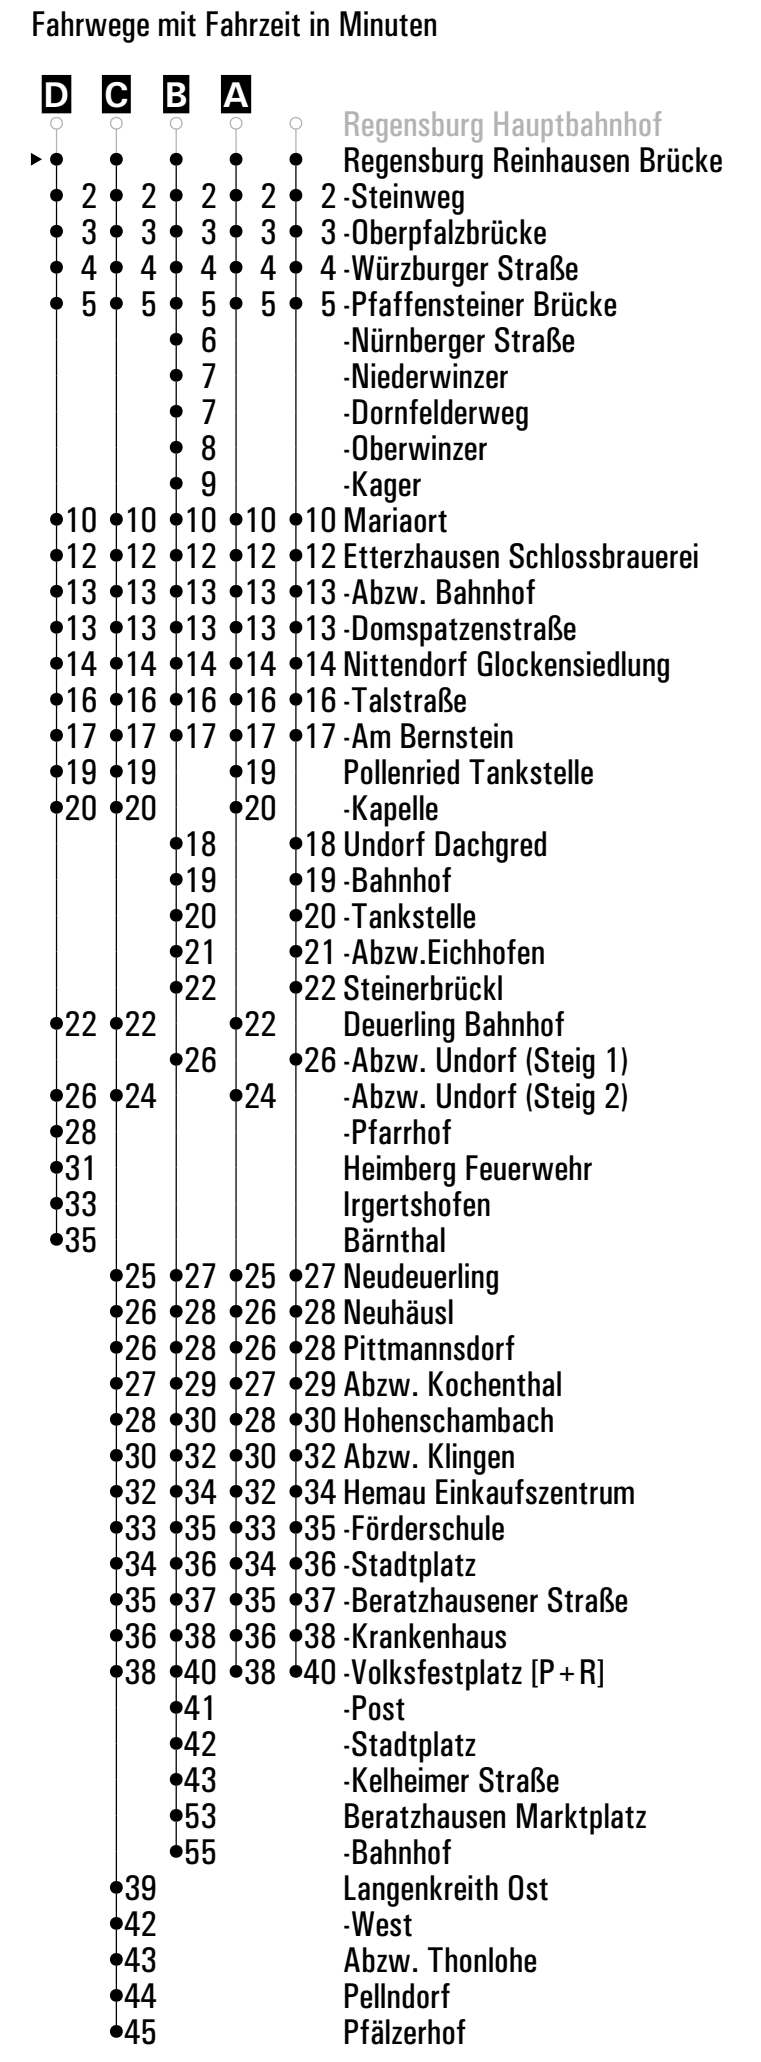 Fahrwege mit Fahrzeit in Minuten
D C B A
Regensburg Hauptbahnhof
Regensburg Reinhausen Brücke
2 2 2 2 2 -Steinweg
3 3 3 3 3 -Oberpfalzbrücke
4 4 4 4 4 -Würzburger Straße
5 5 5 5 5 -Pfaffensteiner Brücke
6 -Nürnberger Straße
7 -Niederwinzer
7 -Dornfelderweg
8 -Oberwinzer
9 -Kager
10 10 10 10 10 Mariaort
12 12 12 12 12 Etterzhausen Schlossbrauerei
13 13 13 13 13 -Abzw. Bahnhof
13 13 13 13 13 -Domspatzenstraße
14 14 14 14 14 Nittendorf Glockensiedlung
16 16 16 16 16 -Talstraße
17 17 17 17 17 -Am Bernstein
19 19 19 Pollenried Tankstelle
20 20 20 -Kapelle
18 18 Undorf Dachgred
19 19 -Bahnhof
20 20 -Tankstelle
21 21 -Abzw.Eichhofen
22 22 Steinerbrückl
22 22 22 Deuerling Bahnhof
26 26 -Abzw. Undorf (Steig 1)
26 24 24 -Abzw. Undorf (Steig 2)
28 -Pfarrhof
31 Heimberg Feuerwehr
33 Irgertshofen
35 Bärnthal
25 27 25 27 Neudeuerling
26 28 26 28 Neuhäusl
26 28 26 28 Pittmannsdorf
27 29 27 29 Abzw. Kochenthal
28 30 28 30 Hohenschambach
30 32 30 32 Abzw. Klingen
32 34 32 34 Hemau Einkaufszentrum
33 35 33 35 -Förderschule
34 36 34 36 -Stadtplatz
35 37 35 37 -Beratzhausener Straße
36 38 36 38 -Krankenhaus
38 40 38 40 -Volksfestplatz [P+R]
41 -Post
42 -Stadtplatz
43 -Kelheimer Straße
53 Beratzhausen Marktplatz
55 -Bahnhof
39 Langenkreith Ost
42 -West
43 Abzw. Thonlohe
44 Pellndorf
45 Pfälzerhof